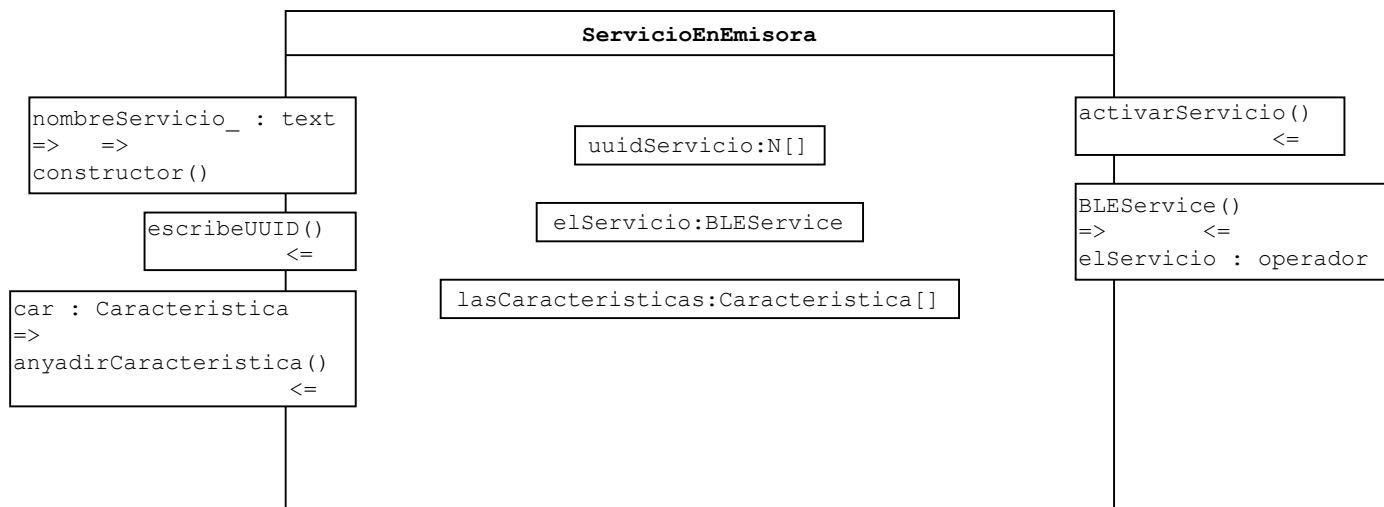 ServicioEnEmisora
nombreServicio_ : text
=> =>
constructor()
escribeUUID()
<=
car : Caracteristica
=>
anyadirCaracteristica()
<=
uuidServicio:N[]
elServicio:BLEService
lasCaracteristicas:Caracteristica[]
activarServicio()
<=
BLEService()
=> <=
elServicio : operador